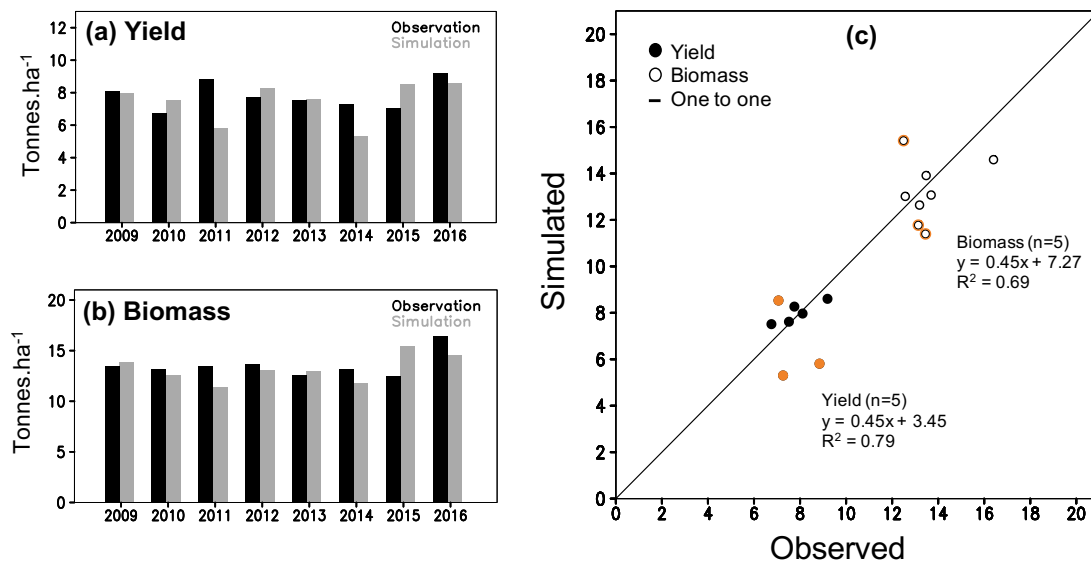 (a) Yield
Observation
Simulation
Tonnes.ha⁻¹
12
10
8
6
4
2
0
2009 2010 2011 2012 2013 2014 2015 2016
(b) Biomass
Observation
Simulation
Tonnes.ha⁻¹
20
15
10
5
0
2009 2010 2011 2012 2013 2014 2015 2016
(c)
Yield
Biomass
One to one
Simulated
20
18
16
14
12
10
8
6
4
2
0
Biomass (n=5)
y = 0.45x + 7.27
R² = 0.69
Yield (n=5)
y = 0.45x + 3.45
R² = 0.79
0 2 4 6 8 10 12 14 16 18 20
Observed